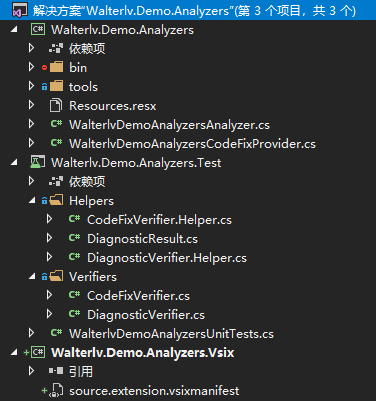 解决方案"Walterlv.Demo.Analyzers"(第 3 个项目，共 3 个)
Walterlv.Demo.Analyzers
依赖项
bin
tools
Resources.resx
WalterlvDemoAnalyzersAnalyzer.cs
WalterlvDemoAnalyzersCodeFixProvider.cs
Walterlv.Demo.Analyzers.Test
依赖项
Helpers
CodeFixVerifier.Helper.cs
DiagnosticResult.cs
DiagnosticVerifier.Helper.cs
Verifiers
CodeFixVerifier.cs
DiagnosticVerifier.cs
WalterlvDemoAnalyzersUnitTests.cs
Walterlv.Demo.Analyzers.Vsix
引用
source.extension.vsixmanifest